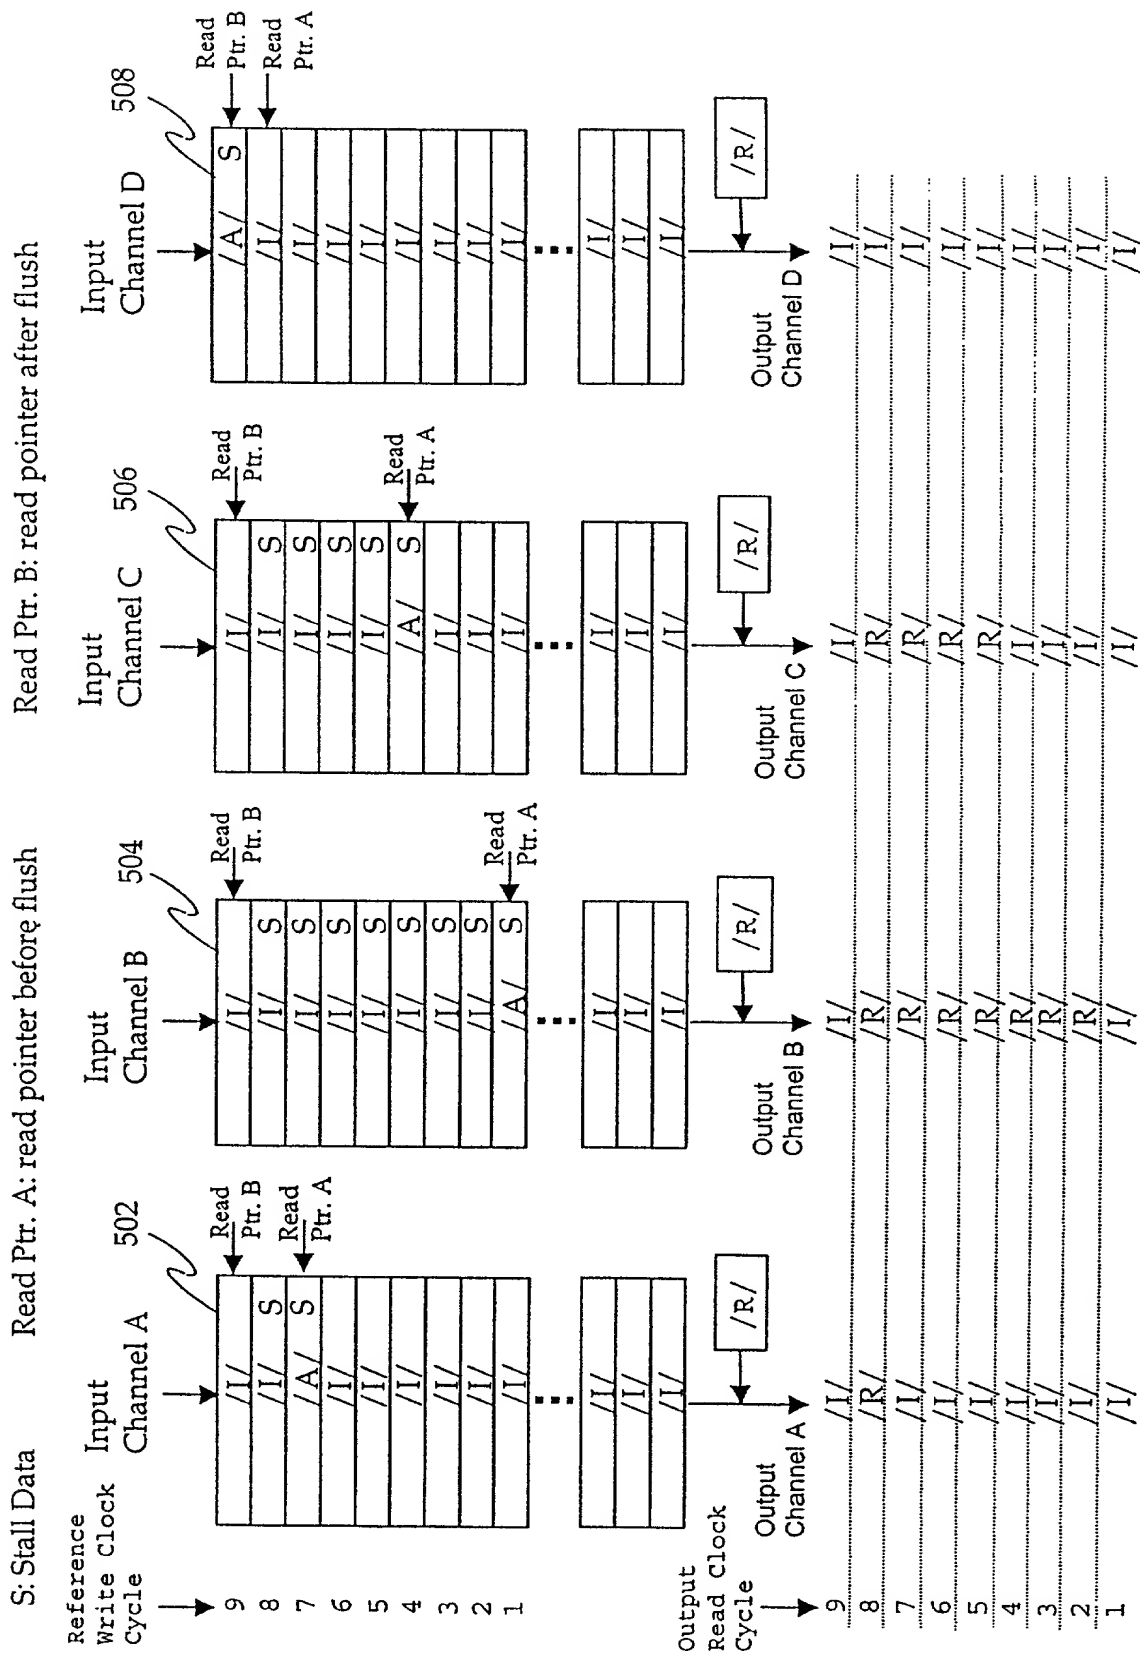 S: Stall Data Read Ptr. A: read pointer before flush Read Ptr. B: read pointer after flush
Reference
Write Clock
Cycle
Input
Channel A
502
Input
Channel B
504
Input
Channel C
506
Input
Channel D
508
9 /I/ Read Ptr. B /I/ Read Ptr. B /I/ Read Ptr. B /A/ S Read Ptr. B
8 /I/ S /I/ S /I/ S /I/ Read Ptr. A
7 /A/ S Read Ptr. A /I/ S /I/ S /I/
6 /I/ /I/ S /I/ S /I/
5 /I/ /I/ S /I/ S /I/
4 /I/ /I/ S /A/ S Read Ptr. A /I/
3 /I/ /I/ S /I/ /I/
2 /I/ /I/ S /I/ /I/
1 /I/ /A/ S Read Ptr. A /I/ /I/
/I/ /I/ /I/ /I/
/I/ /I/ /I/ /I/
/I/ /I/ /I/ /I/
/R/ /R/ /R/ /R/
Output
Read Clock
Cycle
Output
Channel A
Output
Channel B
Output
Channel C
Output
Channel D
9 /I/ /I/ /I/ /I/
8 /R/ /R/ /R/ /I/
7 /I/ /R/ /R/ /I/
6 /I/ /R/ /R/ /I/
5 /I/ /R/ /R/ /I/
4 /I/ /R/ /I/ /I/
3 /I/ /R/ /I/ /I/
2 /I/ /R/ /I/ /I/
1 /I/ /I/ /I/ /I/